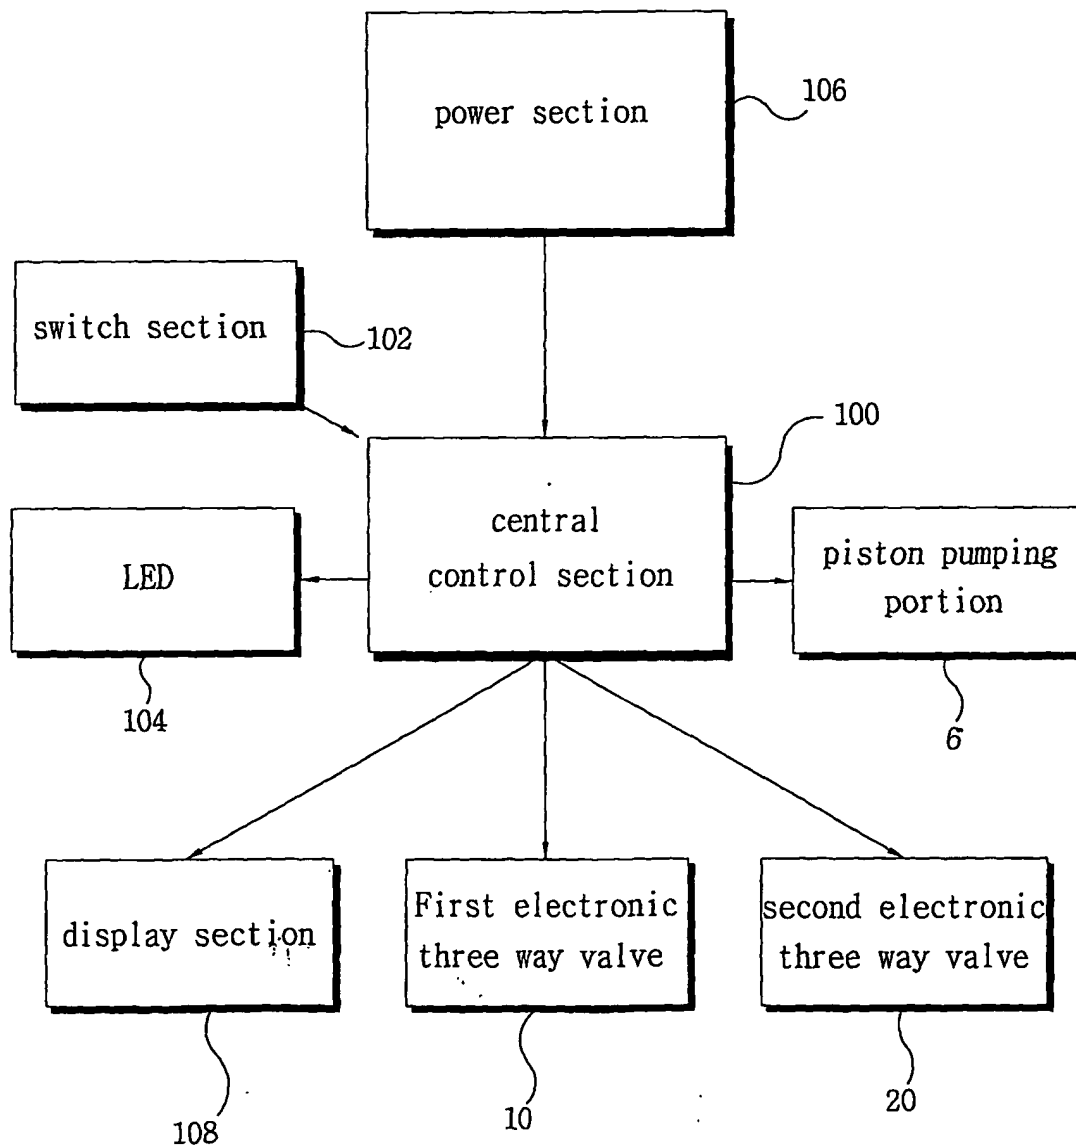 power section
106
switch section
102
100
central
control section
LED
104
piston pumping
portion
6
display section
108
First electronic
three way valve
10
second electronic
three way valve
20